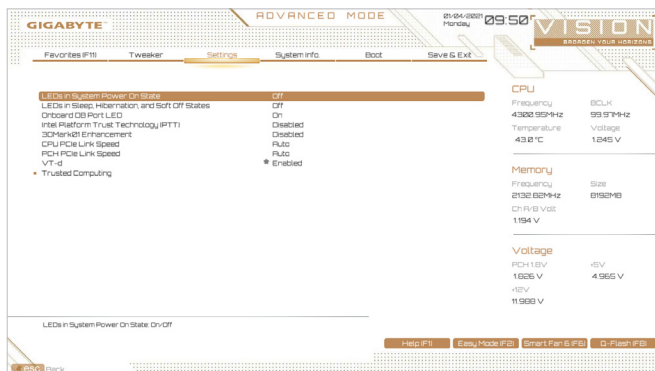 GIGABYTE
ADVANCED MODE
01/04/2021
Monday
09:50
VISION
BROADEN YOUR HORIZONS
Favorites (F11)
Tweaker
Settings
System Info.
Boot
Save & Exit
LEDs in System Power On State Off
LEDs in Sleep, Hibernation, and Soft Off States Off
Onboard DB Port LED On
Intel Platform Trust Technology (PTT) Disabled
3DMark01 Enhancement Disabled
CPU PCIe Link Speed Auto
PCH PCIe Link Speed Auto
VT-d Enabled
Trusted Computing
CPU
Frequency BCLK
4300.95MHz 99.97MHz
Temperature Voltage
43.0 °C 1.245 V
Memory
Frequency Size
2132.82MHz 8192MB
Ch A/B Volt
1.194 V
Voltage
PCH 1.8V +5V
1.826 V 4.965 V
+12V
11.988 V
LEDs in System Power On State: On/Off
Help (F1)
Easy Mode (F2)
Smart Fan 6 (F6)
Q-Flash (F8)
ESC Back